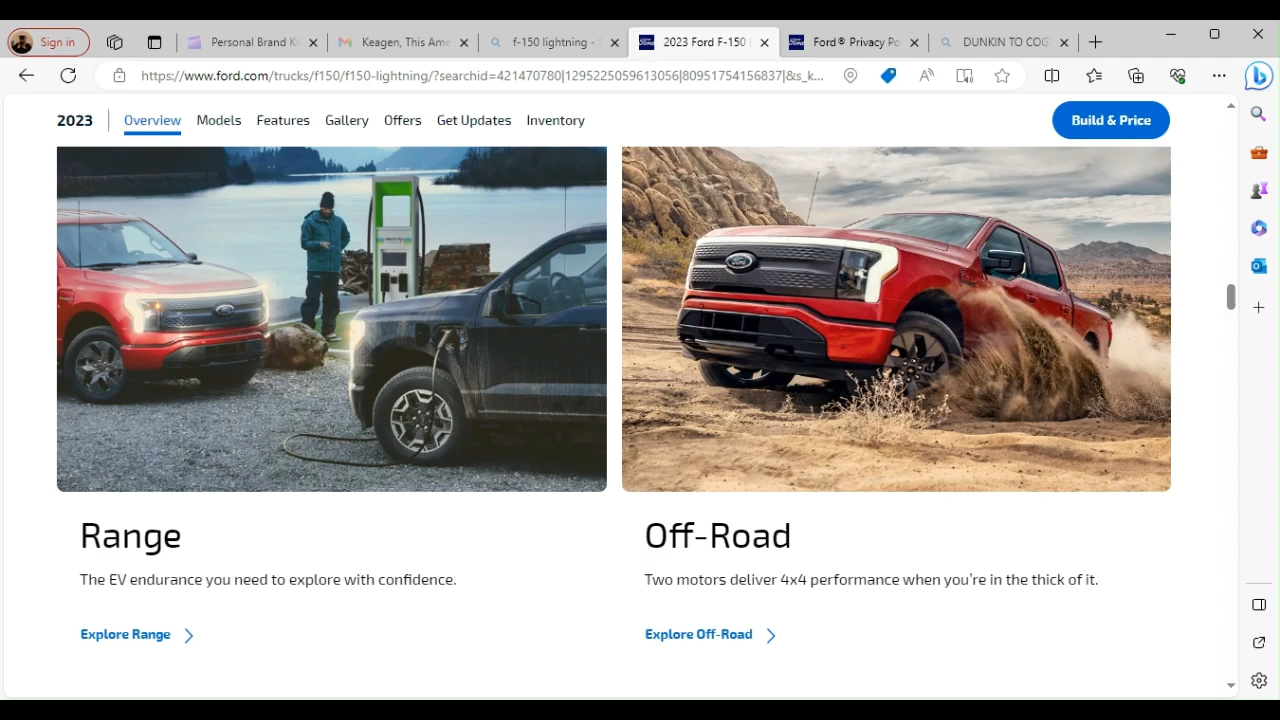 Sign in
Personal Brand Ki
Keagen, This Ame
f-150 lightning - S
2023 Ford F-150 L
Ford® Privacy Po
DUNKIN TO COG
https://www.ford.com/trucks/f150/f150-lightning/?searchid=421470780|1295225059613056|80951754156837|&s_k...
2023
Overview
Models
Features
Gallery
Offers
Get Updates
Inventory
Build & Price
Range
The EV endurance you need to explore with confidence.
Explore Range
Off-Road
Two motors deliver 4x4 performance when you're in the thick of it.
Explore Off-Road